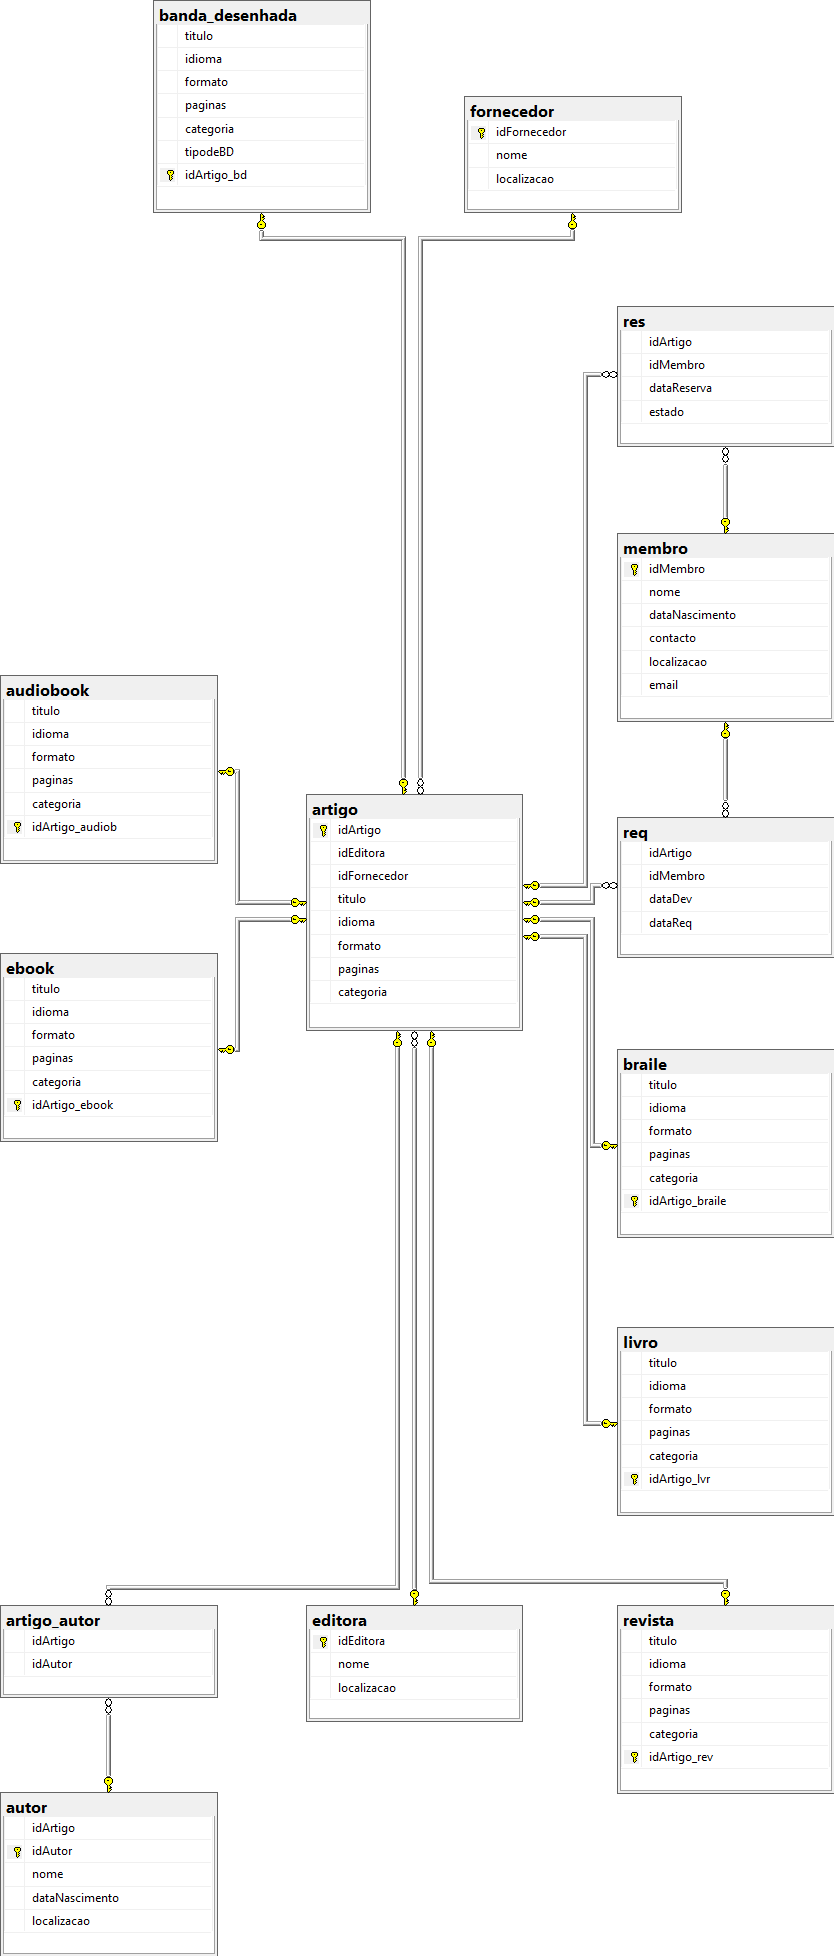 banda_desenhada
titulo
idioma
formato
paginas
categoria
tipodeBD
idArtigo_bd
fornecedor
idFornecedor
nome
localizacao
res
idArtigo
idMembro
dataReserva
estado
membro
idMembro
nome
dataNascimento
contacto
localizacao
email
audiobook
titulo
idioma
formato
paginas
categoria
idArtigo_audiob
artigo
idArtigo
idEditora
idFornecedor
titulo
idioma
formato
paginas
categoria
req
idArtigo
idMembro
dataDev
dataReq
ebook
titulo
idioma
formato
paginas
categoria
idArtigo_ebook
braile
titulo
idioma
formato
paginas
categoria
idArtigo_braile
livro
titulo
idioma
formato
paginas
categoria
idArtigo_lvr
artigo_autor
idArtigo
idAutor
editora
idEditora
nome
localizacao
revista
titulo
idioma
formato
paginas
categoria
idArtigo_rev
autor
idArtigo
idAutor
nome
dataNascimento
localizacao